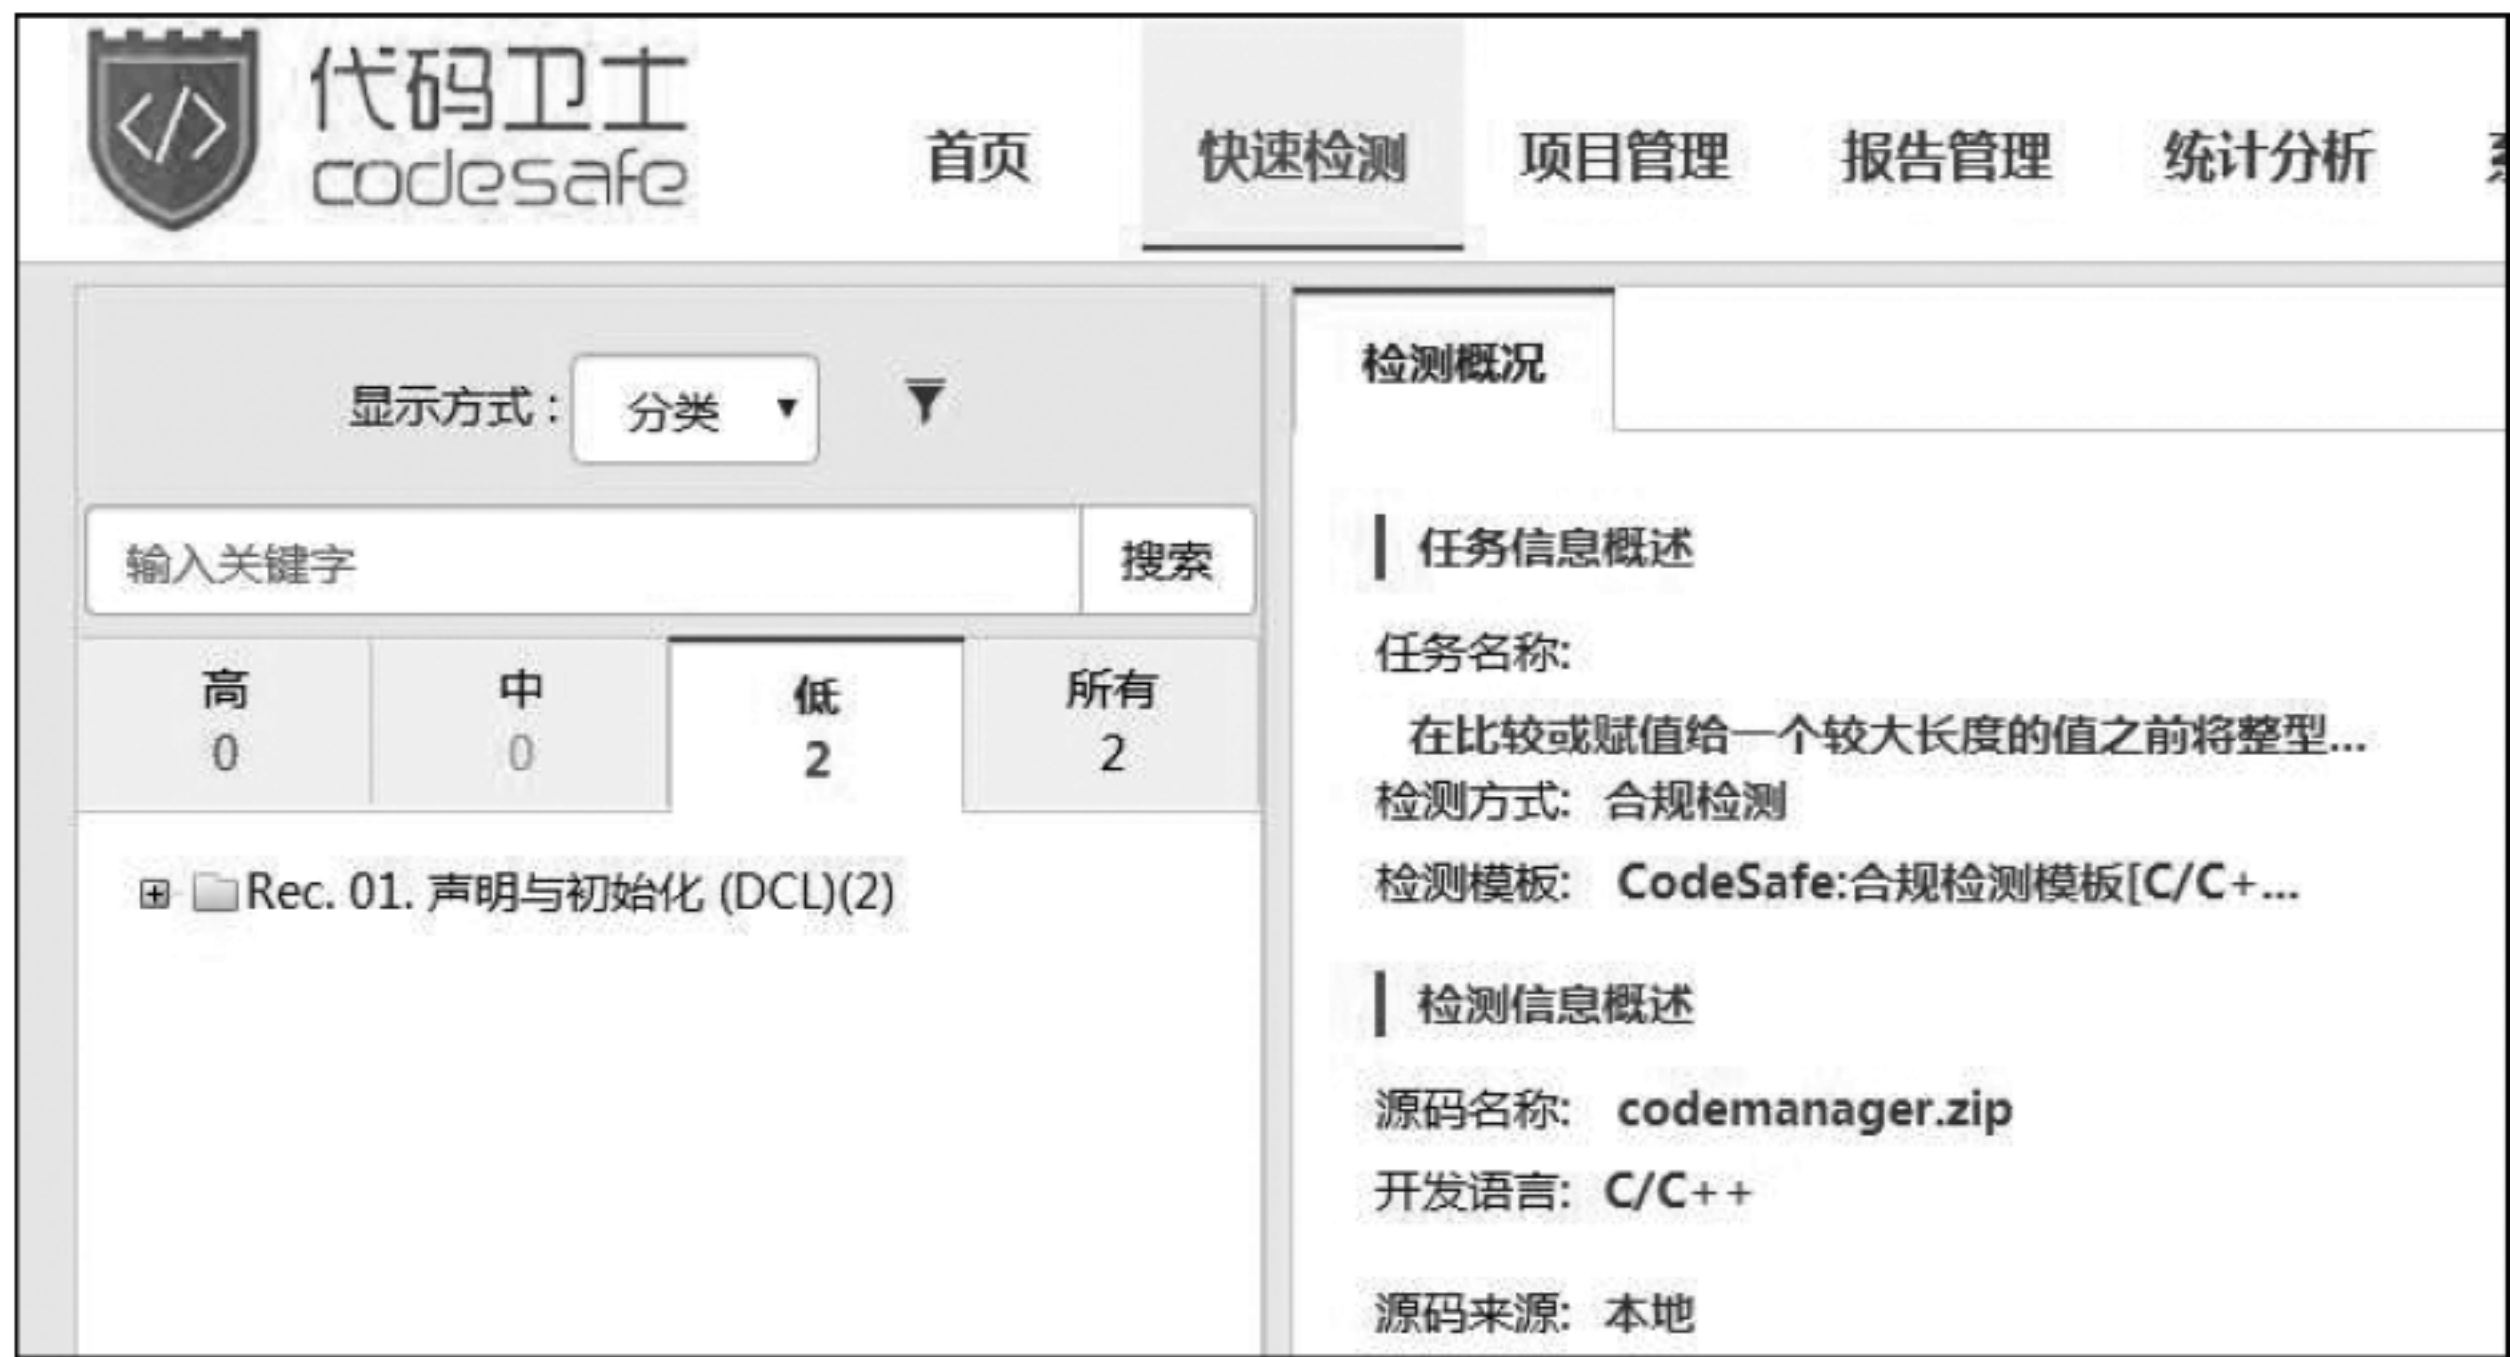 代码卫士
codesafe
首页 快速检测 项目管理 报告管理 统计分析
显示方式: 分类
输入关键字 搜索
高 中 低 所有
0 0 2 2
Rec. 01. 声明与初始化 (DCL)(2)
检测概况
任务信息概述
任务名称:
在比较或赋值给一个较大长度的值之前将整型...
检测方式: 合规检测
检测模板: CodeSafe:合规检测模板[C/C+...
检测信息概述
源码名称: codemanager.zip
开发语言: C/C++
源码来源: 本地